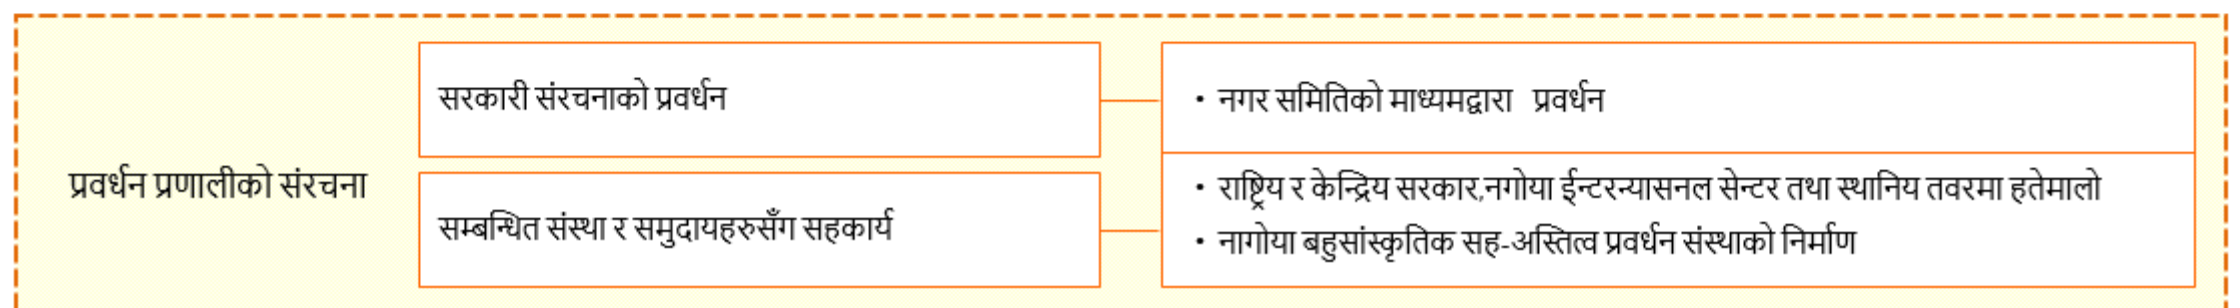 सरकारी संरचनाको प्रवर्धन
• नगर समितिको माध्यमद्वारा प्रवर्धन
प्रवर्धन प्रणालीको संरचना
सम्बन्धित संस्था र समुदायहरुसँग सहकार्य
• राष्ट्रिय र केन्द्रिय सरकार,नगोया ईन्टरन्यासनल सेन्टर तथा स्थानिय तवरमा हतेमालो
• नागोया बहुसांस्कृतिक सह-अस्तित्व प्रवर्धन संस्थाको निर्माण